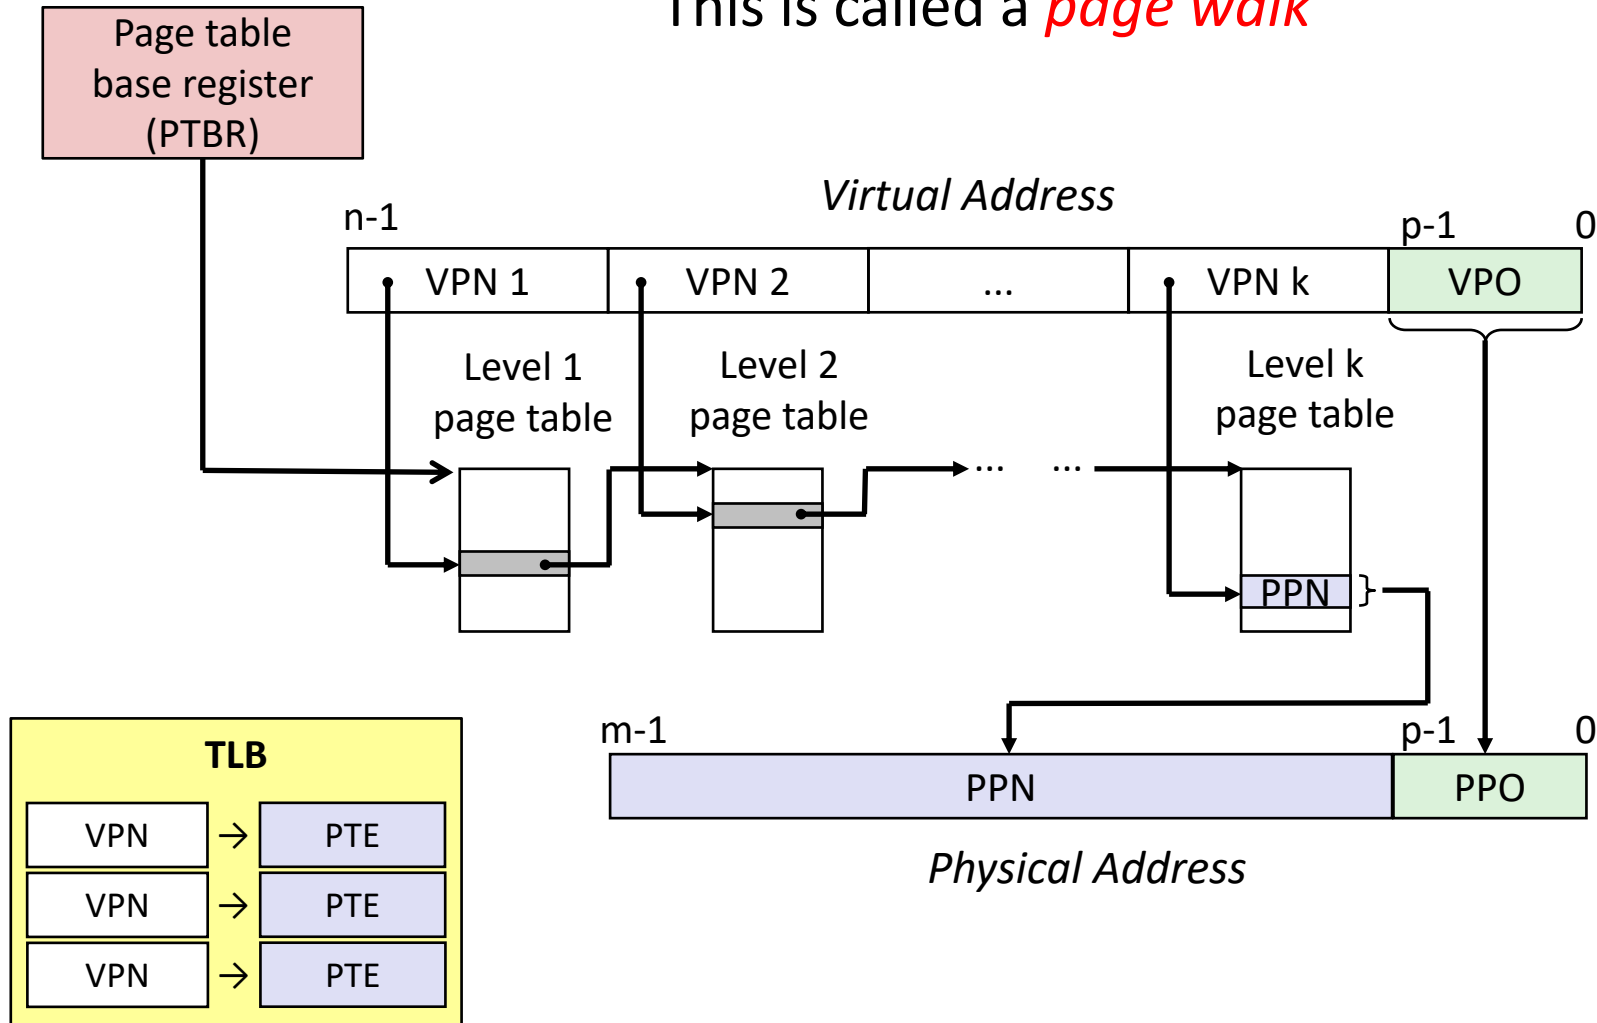 This is called a page walk
Page table
base register
(PTBR)
Virtual Address
n-1
p-1
0
VPN 1
VPN 2
...
VPN k
VPO
Level 1
page table
Level 2
page table
Level k
page table
...
...
PPN
m-1
p-1
0
PPN
PPO
Physical Address
TLB
VPN → PTE
VPN → PTE
VPN → PTE